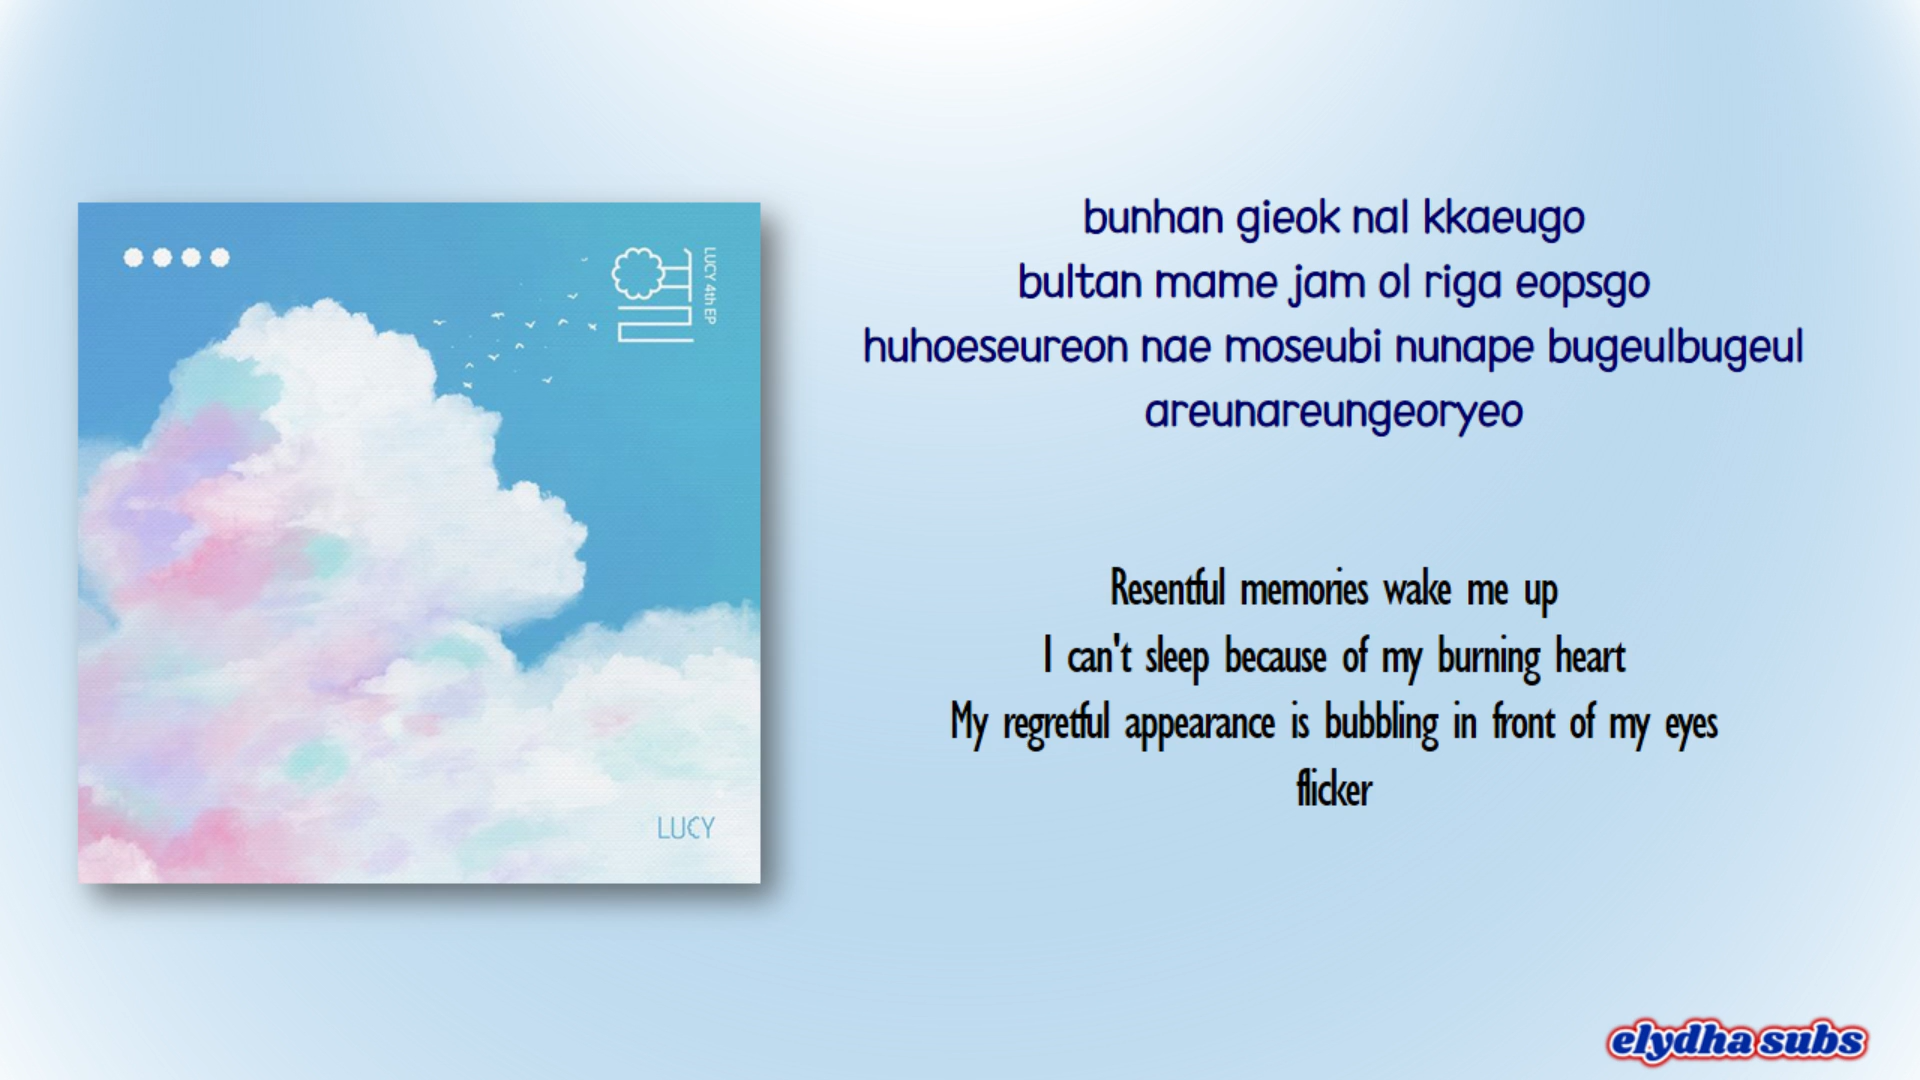 열
LUCY 4th EP
LUCY
bunhan gieok nal kkaeugo
bultan mame jam ol riga eopsgo
huhoeseureon nae moseubi nunape bugeulbugeul
areunareungeoryeo
Resentful memories wake me up
I can't sleep because of my burning heart
My regretful appearance is bubbling in front of my eyes
flicker
elydha subs